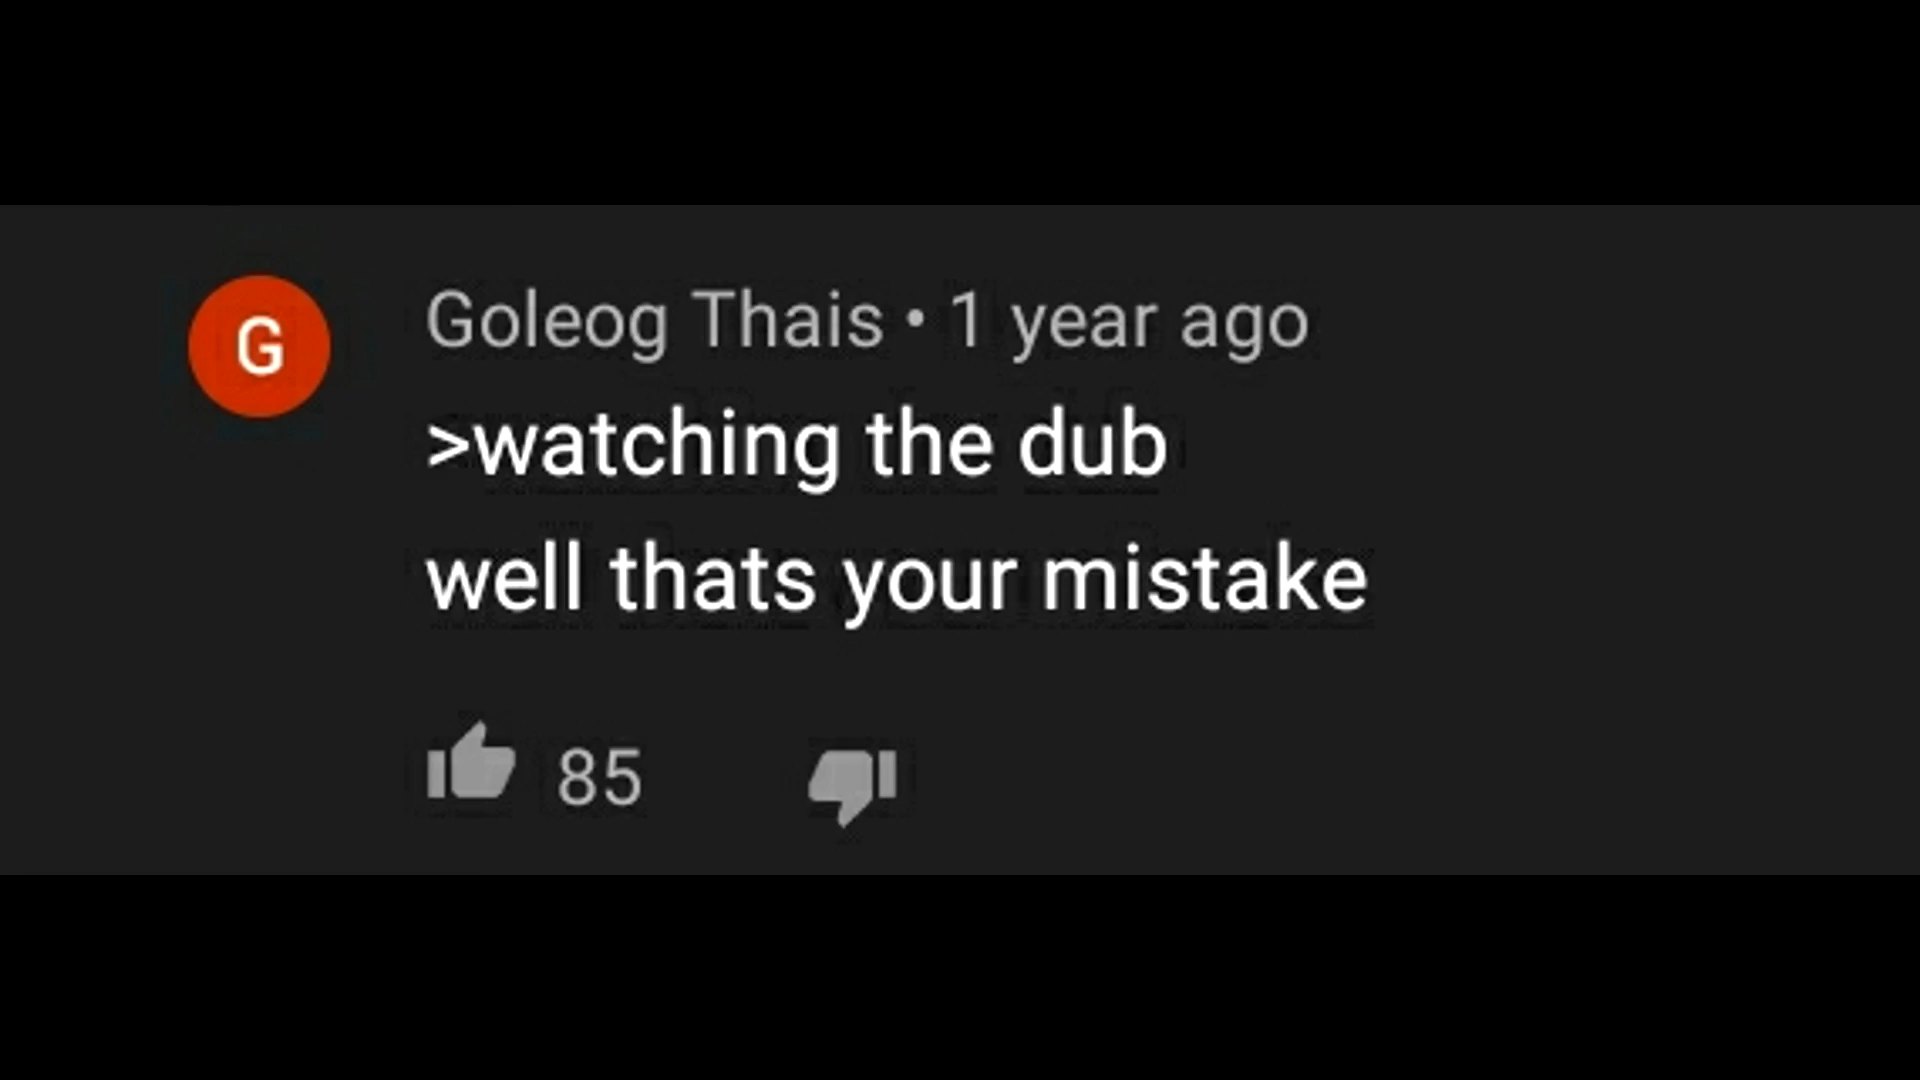 G
Goleog Thais • 1 year ago
>watching the dub
well thats your mistake
85